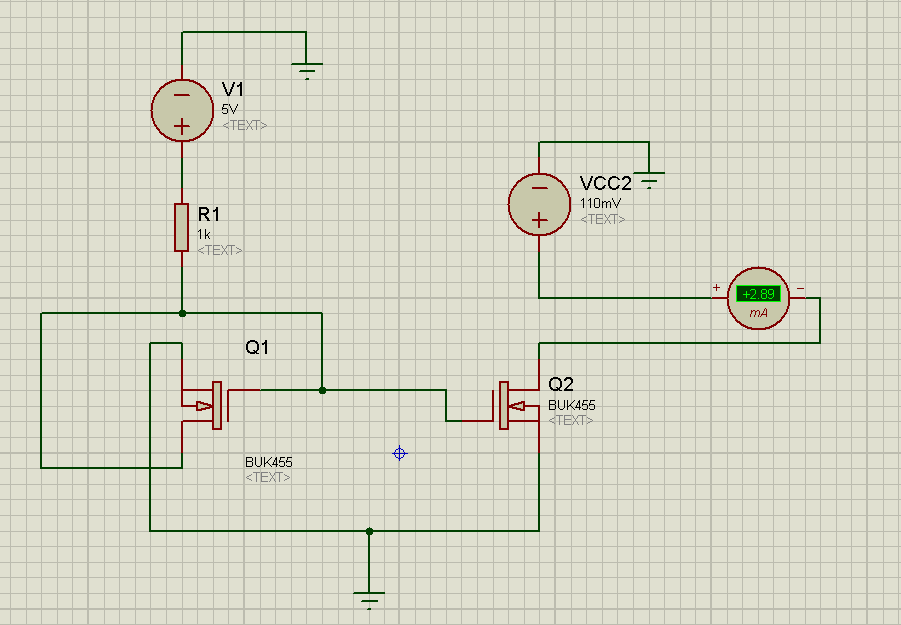 V1
5V
<TEXT>
R1
1k
<TEXT>
VCC2
110mV
<TEXT>
+2.89
mA
Q1
BUK455
<TEXT>
Q2
BUK455
<TEXT>